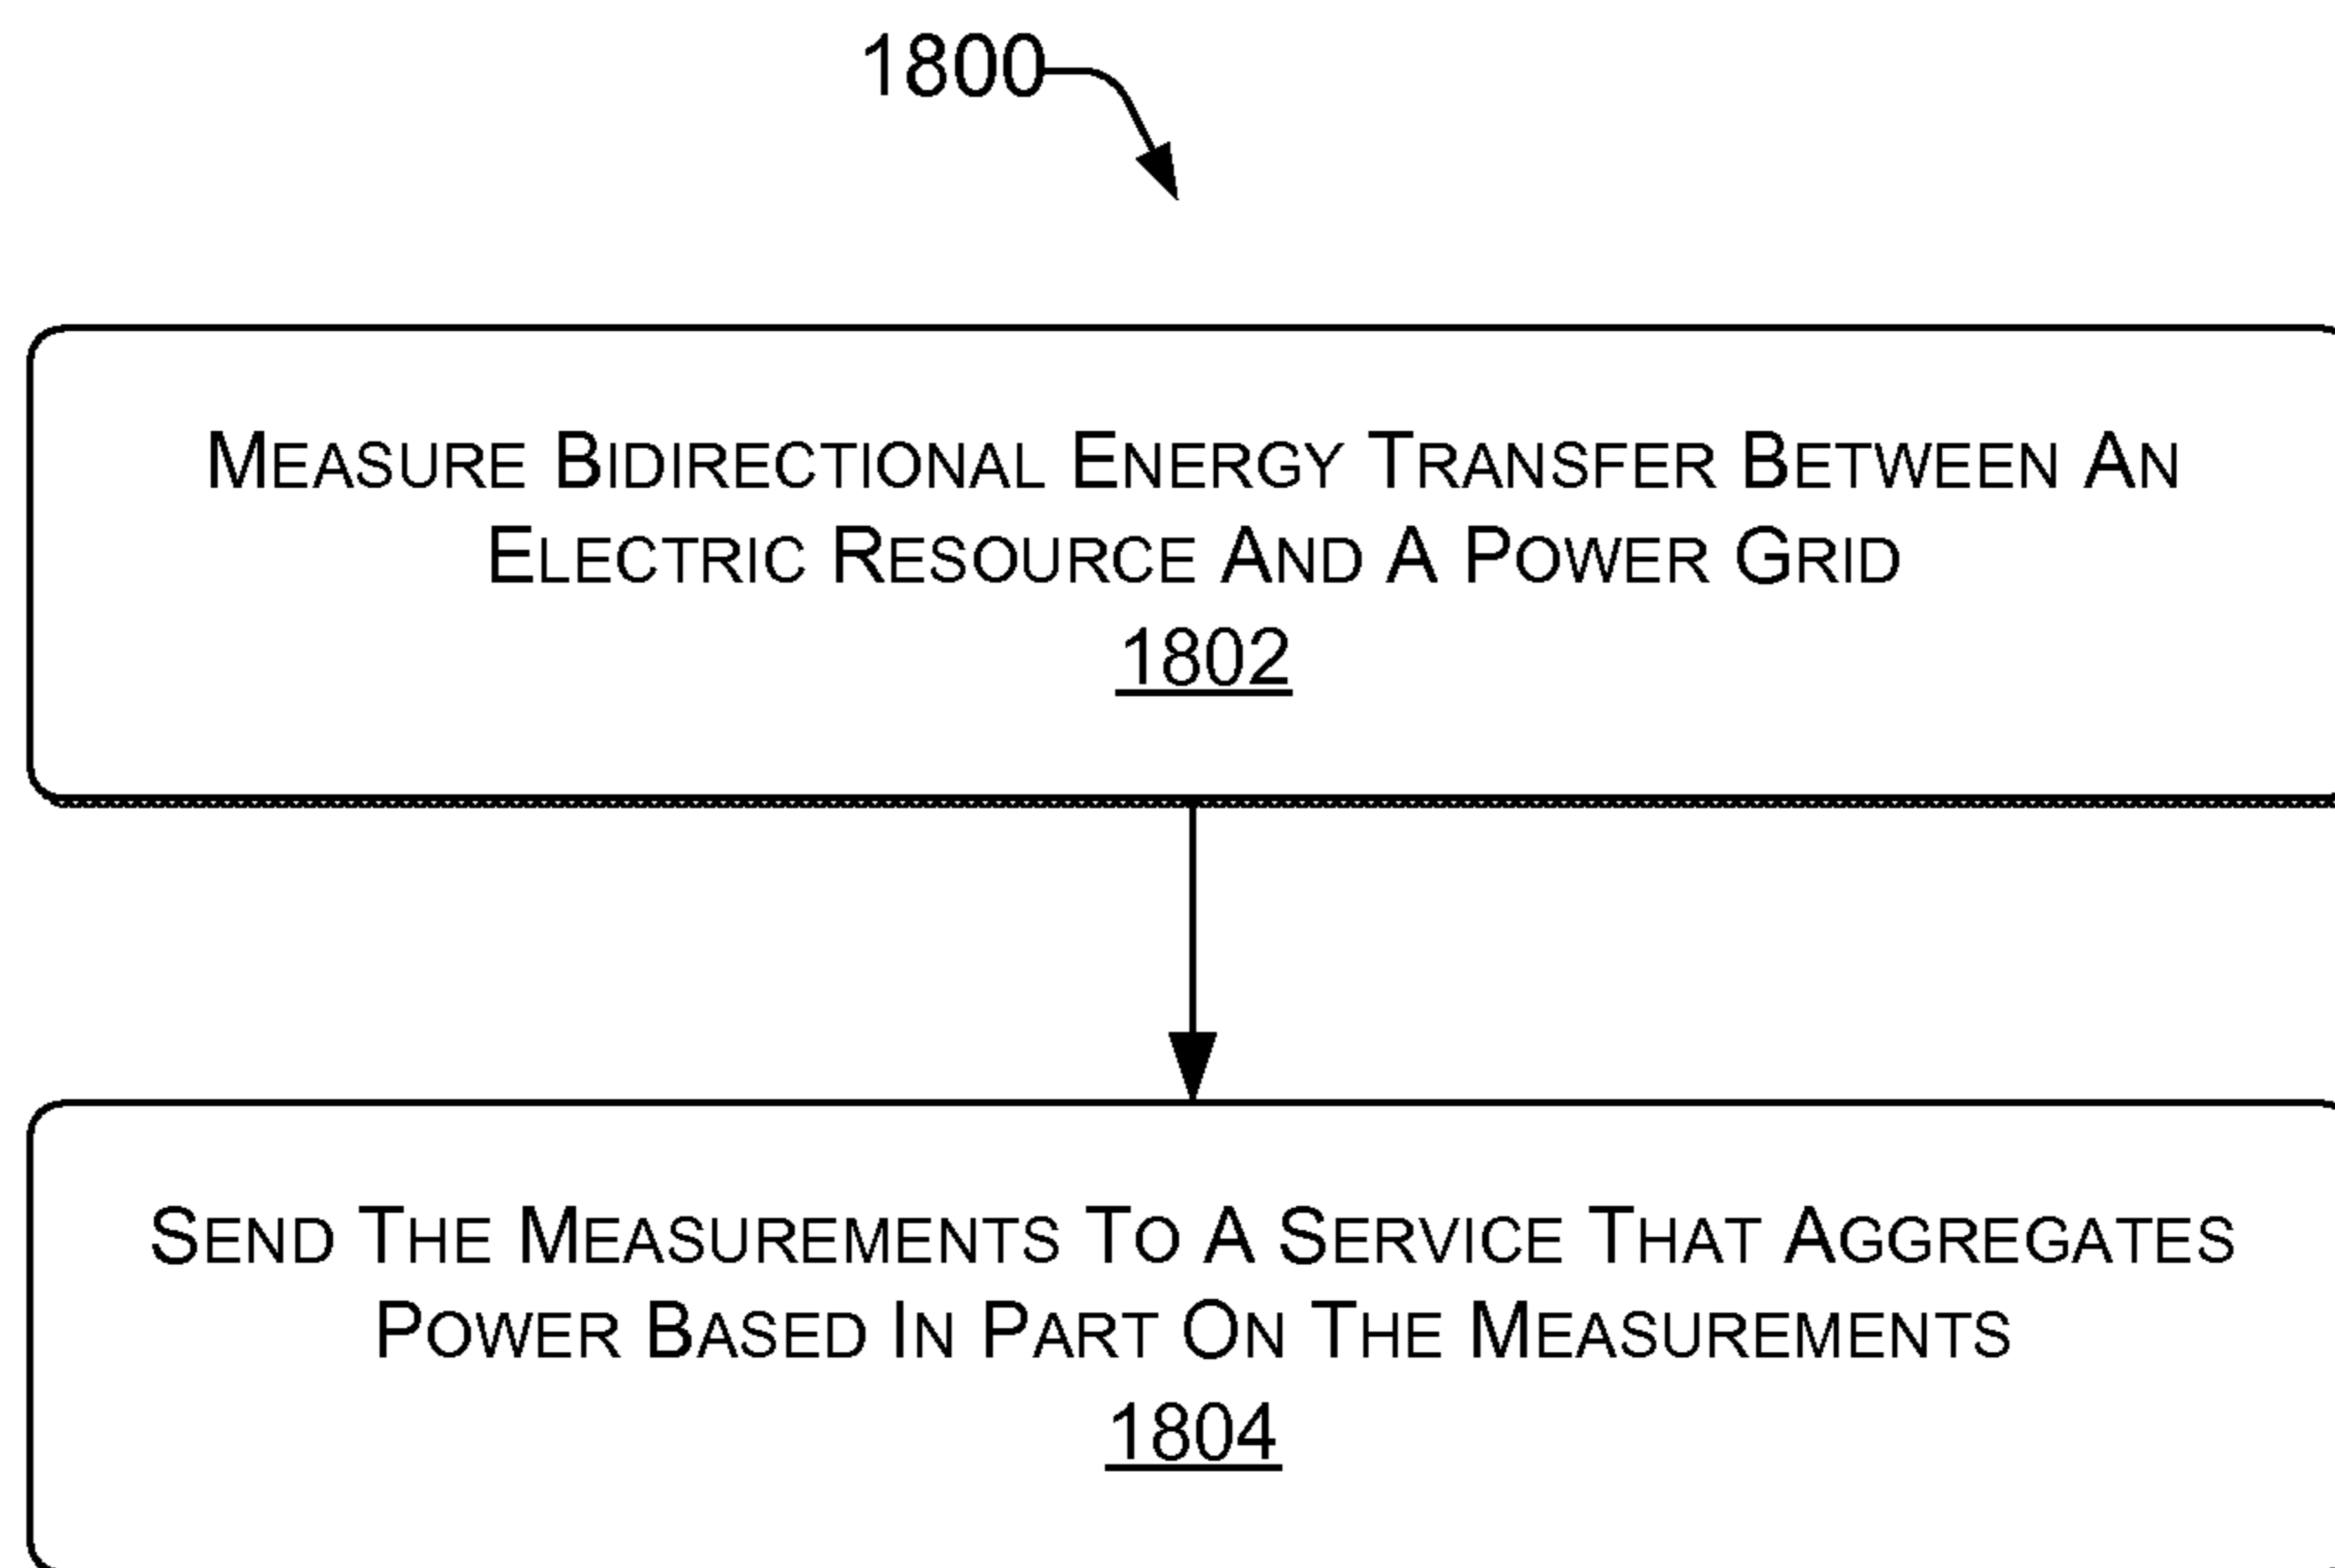 1800
MEASURE BIDIRECTIONAL ENERGY TRANSFER BETWEEN AN
ELECTRIC RESOURCE AND A POWER GRID
1802
SEND THE MEASUREMENTS TO A SERVICE THAT AGGREGATES
POWER BASED IN PART ON THE MEASUREMENTS
1804